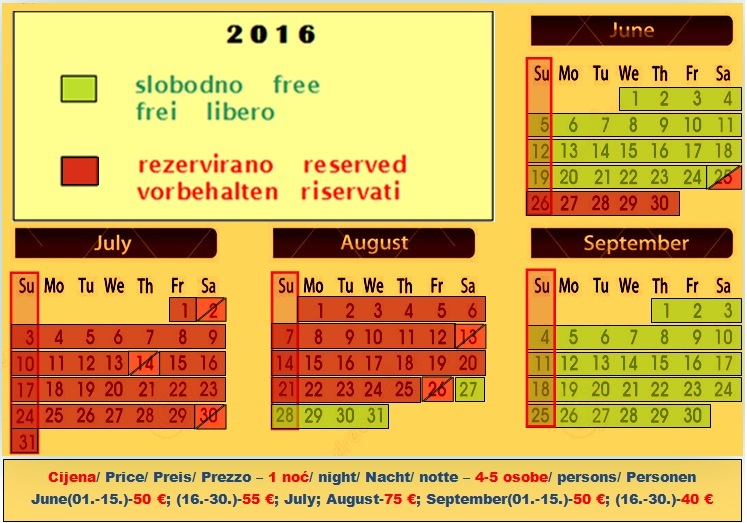 2016
slobodno free
frei libero
rezervirano reserved
vorbehalten riservati
June
Su Mo Tu We Th Fr Sa
1 2 3 4
5 6 7 8 9 10 11
12 13 14 15 16 17 18
19 20 21 22 23 24 25
26 27 28 29 30
July
Su Mo Tu We Th Fr Sa
1 2
3 4 5 6 7 8 9
10 11 12 13 14 15 16
17 18 19 20 21 22 23
24 25 26 27 28 29 30
31
August
Su Mo Tu We Th Fr Sa
1 2 3 4 5 6
7 8 9 10 11 12 13
14 15 16 17 18 19 20
21 22 23 24 25 26 27
28 29 30 31
September
Su Mo Tu We Th Fr Sa
1 2 3
4 5 6 7 8 9 10
11 12 13 14 15 16 17
18 19 20 21 22 23 24
25 26 27 28 29 30
Cijena/ Price/ Preis/ Prezzo – 1 noć/ night/ Nacht/ notte – 4-5 osobe/ persons/ Personen
June(01.-15.)-50 €; (16.-30.)-55 €; July; August-75 €; September(01.-15.)-50 €; (16.-30.)-40 €